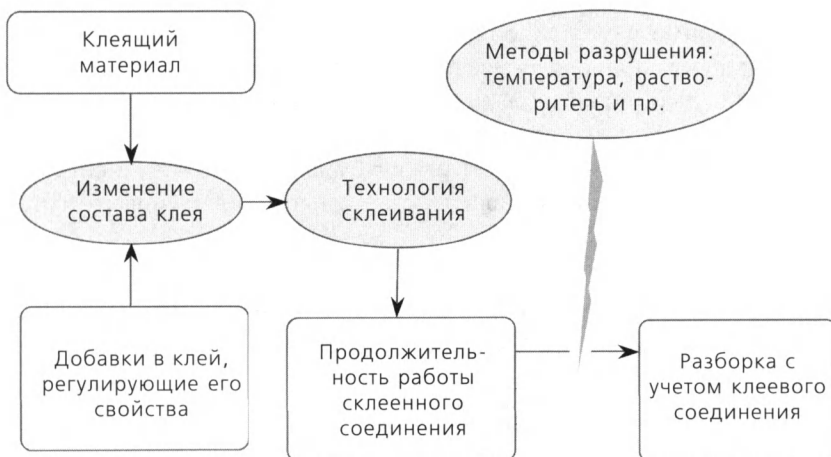 Клеящий
материал
Методы разрушения:
температура, раство-
ритель и пр.
Изменение
состава клея
Технология
склеивания
Добавки в клей,
регулирующие его
свойства
Продолжитель-
ность работы
склеенного
соединения
Разборка с
учетом клеевого
соединения